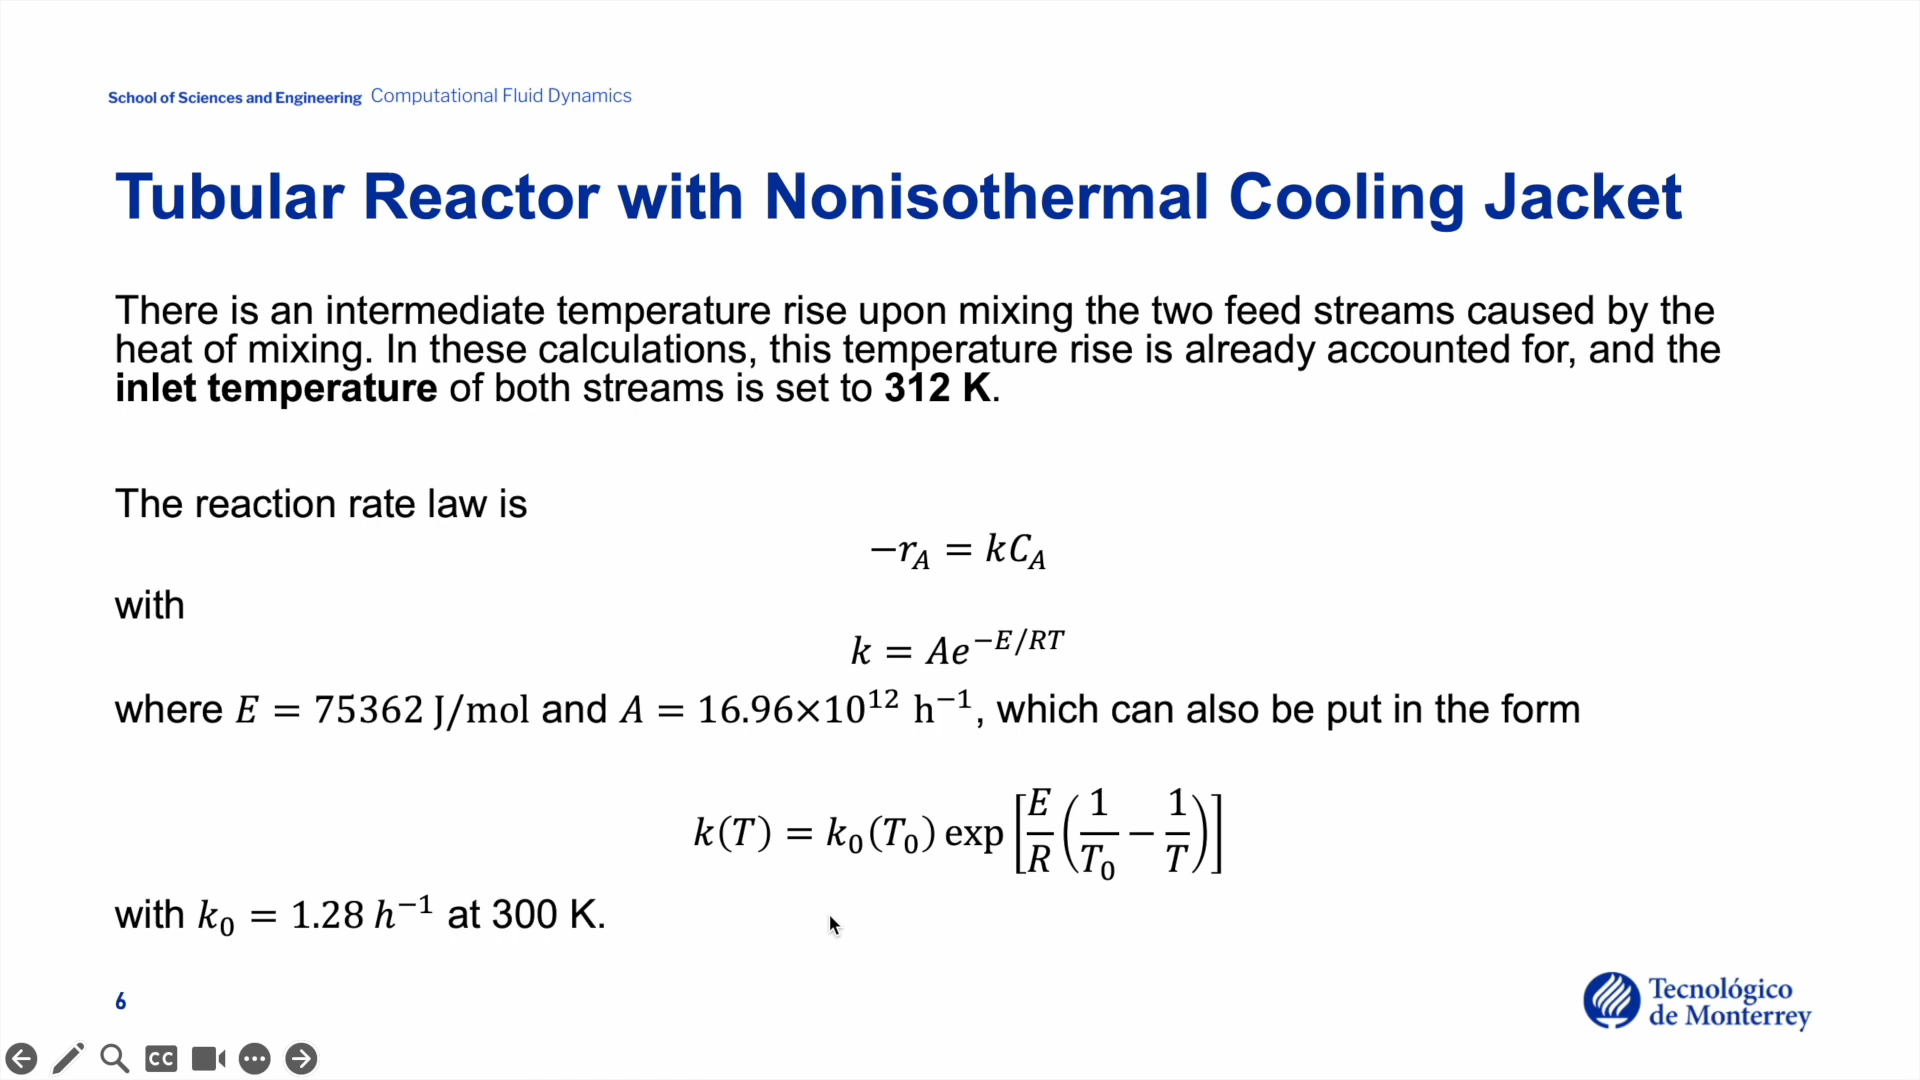 School of Sciences and Engineering Computational Fluid Dynamics
Tubular Reactor with Nonisothermal Cooling Jacket
There is an intermediate temperature rise upon mixing the two feed streams caused by the
heat of mixing. In these calculations, this temperature rise is already accounted for, and the
inlet temperature of both streams is set to 312 K.
The reaction rate law is
−r_A = kC_A
with
k = Ae^{−E/RT}
where E = 75362 J/mol and A = 16.96×10^{12} h^{−1}, which can also be put in the form
k(T) = k_0(T_0) exp[E/R (1/T_0 − 1/T)]
with k_0 = 1.28 h^{−1} at 300 K.
6
Tecnológico
de Monterrey
CC